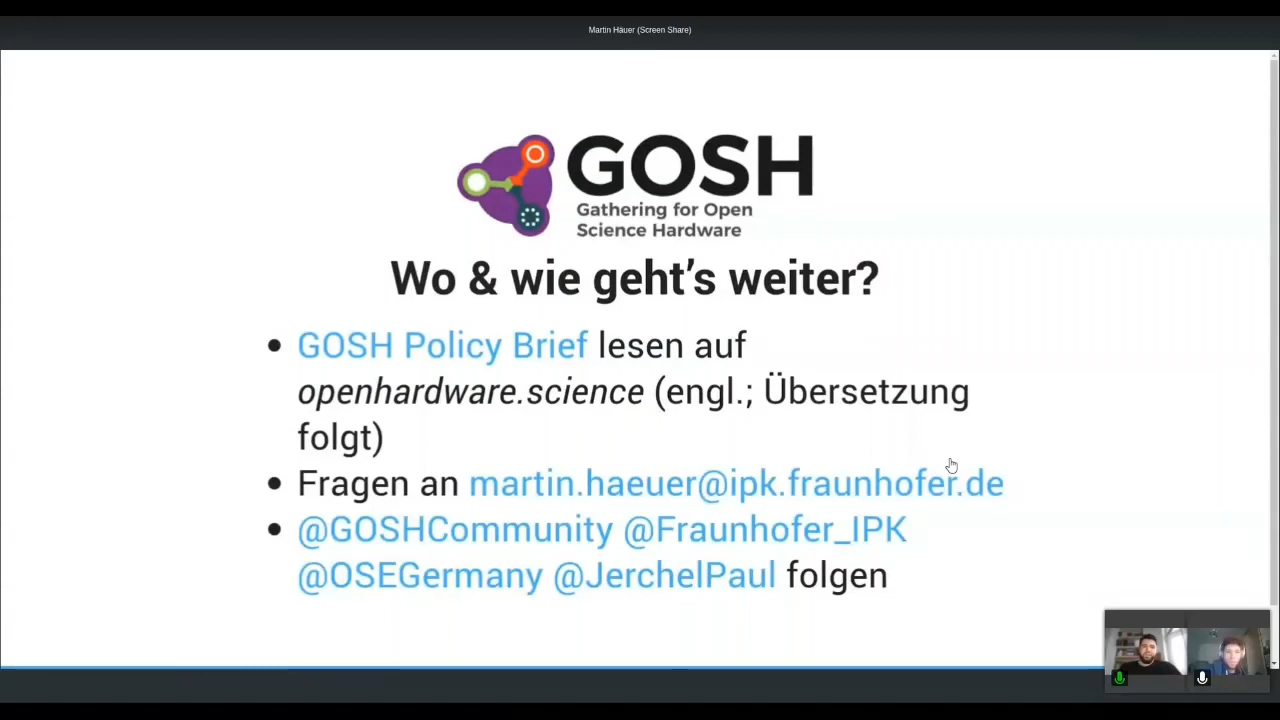 Martin Häuer (Screen Share)
GOSH
Gathering for Open
Science Hardware
Wo & wie geht's weiter?
• GOSH Policy Brief lesen auf
openhardware.science (engl.; Übersetzung
folgt)
• Fragen an martin.haeuer@ipk.fraunhofer.de
• @GOSHCommunity @Fraunhofer_IPK
@OSEGermany @JerchelPaul folgen